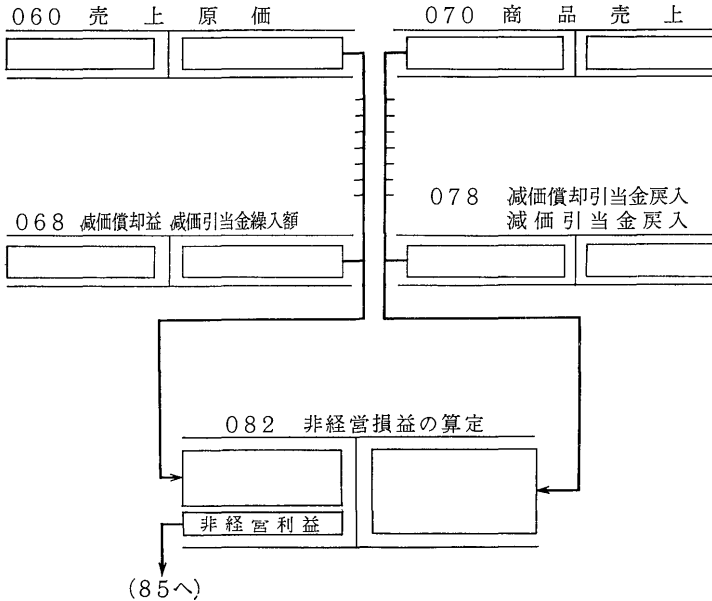 060 売上原価
070 商品売上
068 減価償却益 減価引当金繰入額
078 減価償却引当金戻入
減価引当金戻入
082 非経営損益の算定
非経営利益
(85へ)